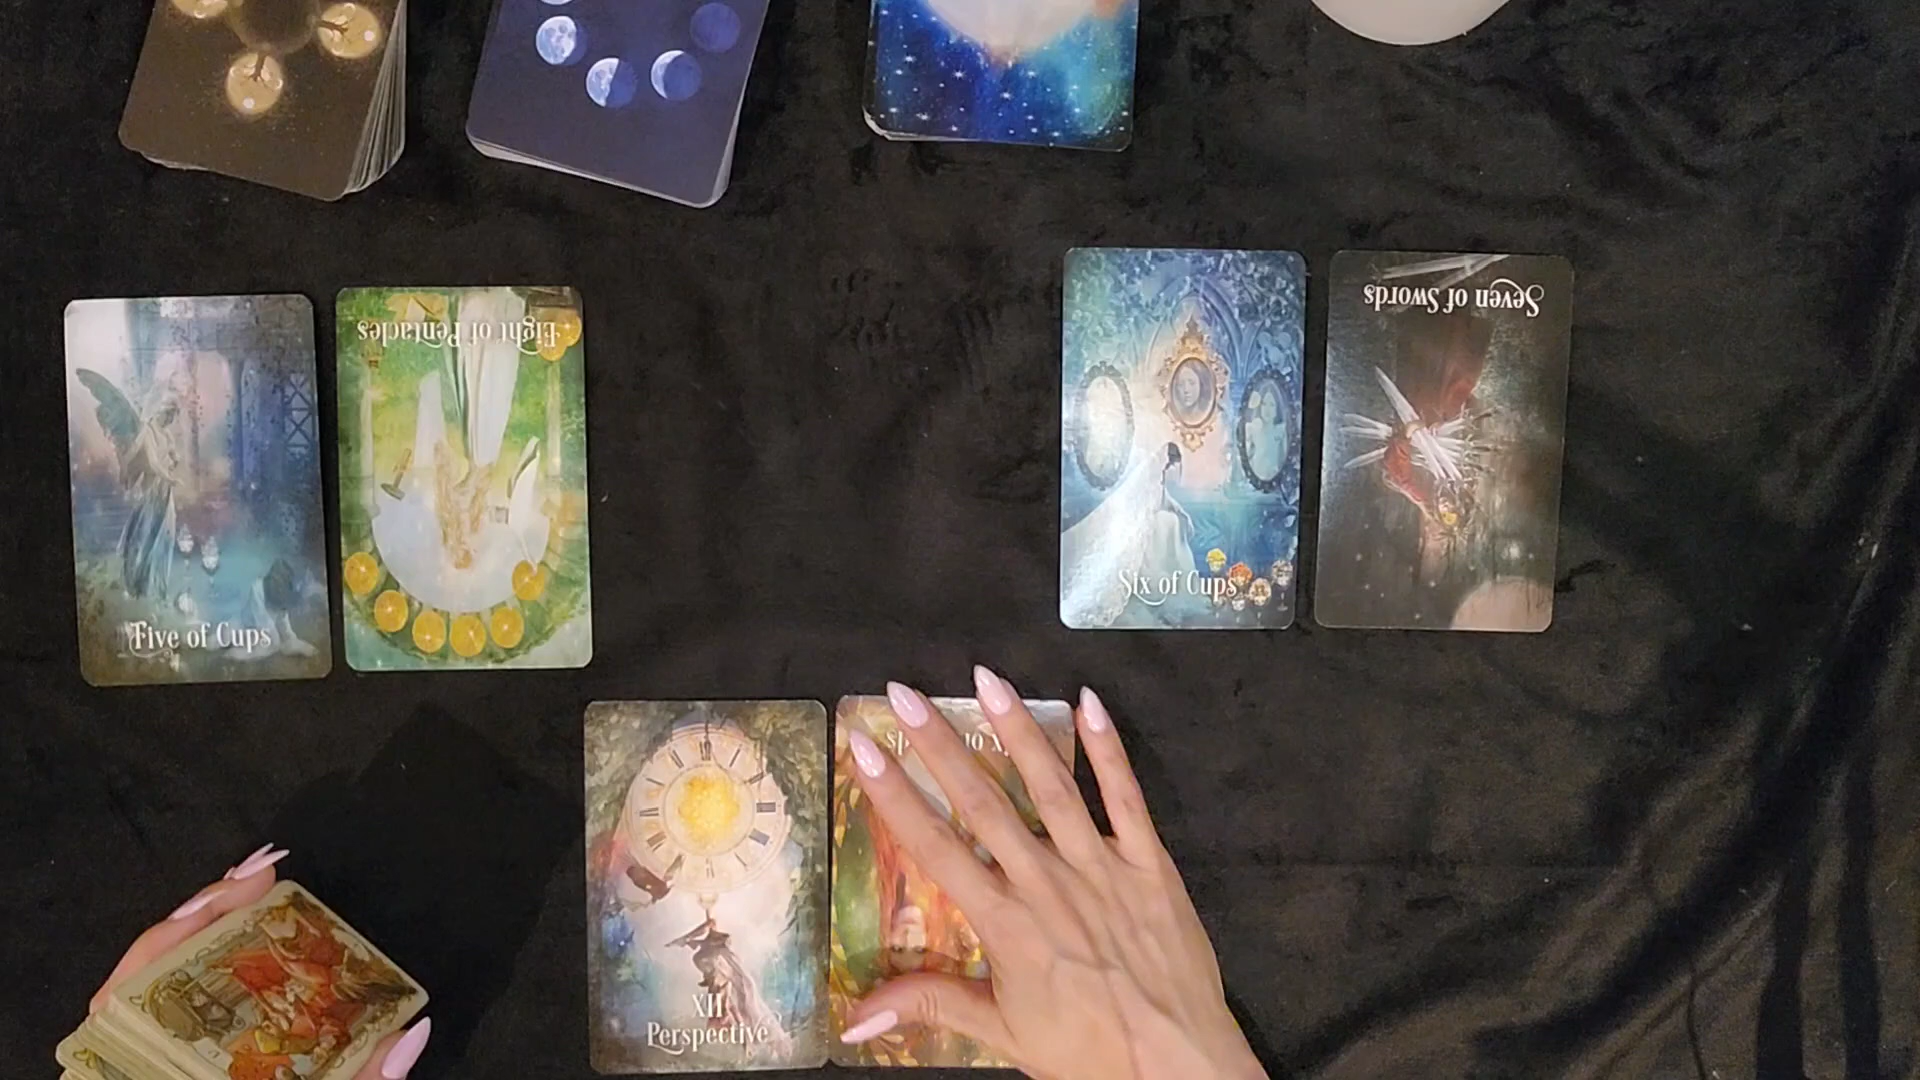 Eight of Pentacles
Five of Cups
Seven of Swords
Six of Cups
XII
Perspective